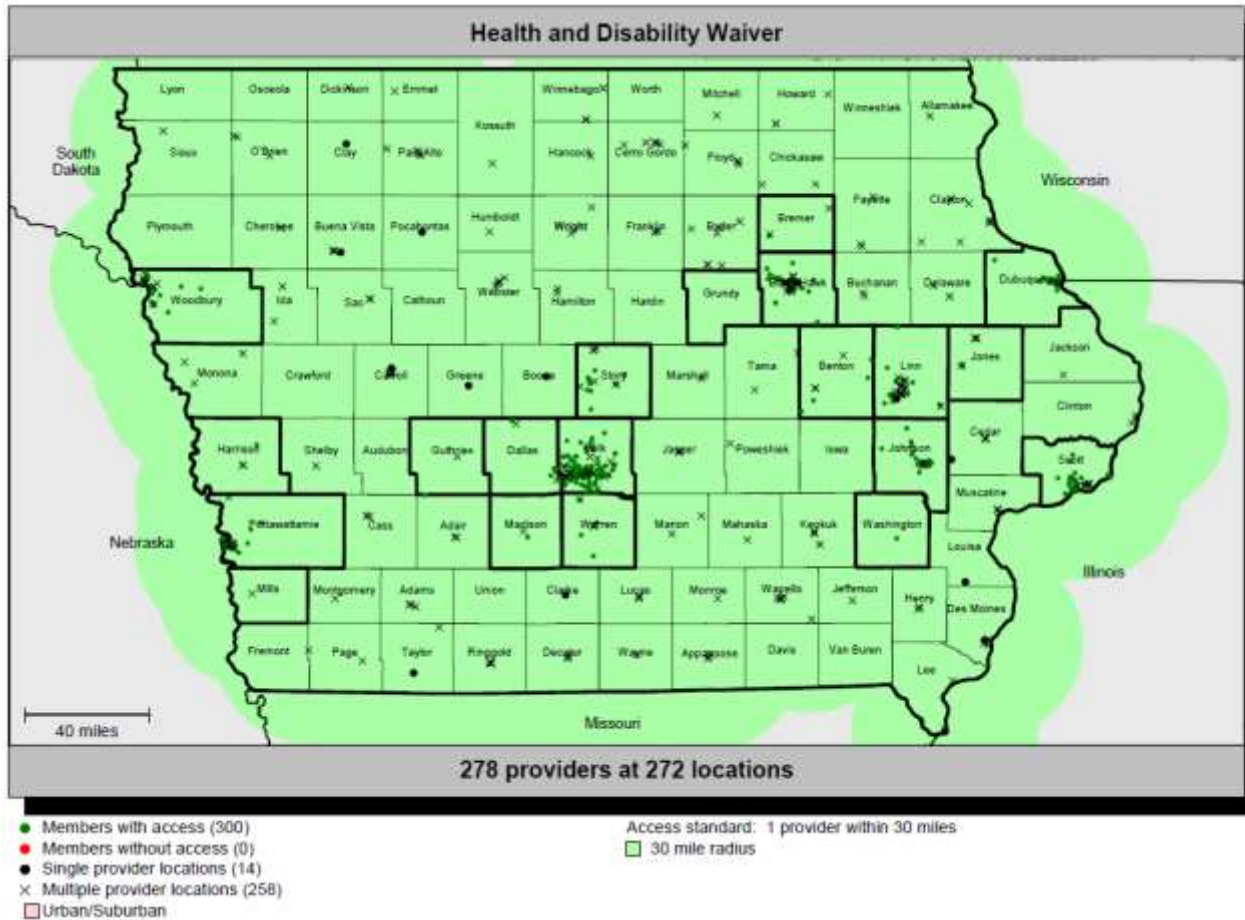 Health and Disability Waiver
Lyon Osceola Dickinson Emmet Winnebago Worth Mitchell Howard Winneshiek Allamakee
Kossuth
South
Dakota
Sioux O'Brien Clay Palo Alto Hancock Cerro Gordo Floyd Chickasaw
Wisconsin
Plymouth Cherokee Buena Vista Pocahontas Humboldt Wright Franklin Butler Bremer Fayette Clayton
Woodbury Ida Sac Calhoun Webster Hamilton Hardin Grundy Black Hawk Buchanan Delaware Dubuque
Monona Crawford Carroll Greene Boone Story Marshall Tama Benton Linn Jones Jackson
Clinton
Harrison Shelby Audubon Guthrie Dallas Polk Jasper Poweshiek Iowa Johnson Cedar
Scott
Muscatine
Nebraska
Pottawattamie Cass Adair Madison Warren Marion Mahaska Keokuk Washington
Louisa
Illinois
Mills Montgomery Adams Union Clarke Lucas Monroe Wapello Jefferson Henry Des Moines
Fremont Page Taylor Ringgold Decatur Wayne Appanoose Davis Van Buren
Lee
40 miles
Missouri
278 providers at 272 locations
Members with access (300)
Members without access (0)
Single provider locations (14)
Multiple provider locations (258)
Urban/Suburban
Access standard: 1 provider within 30 miles
30 mile radius